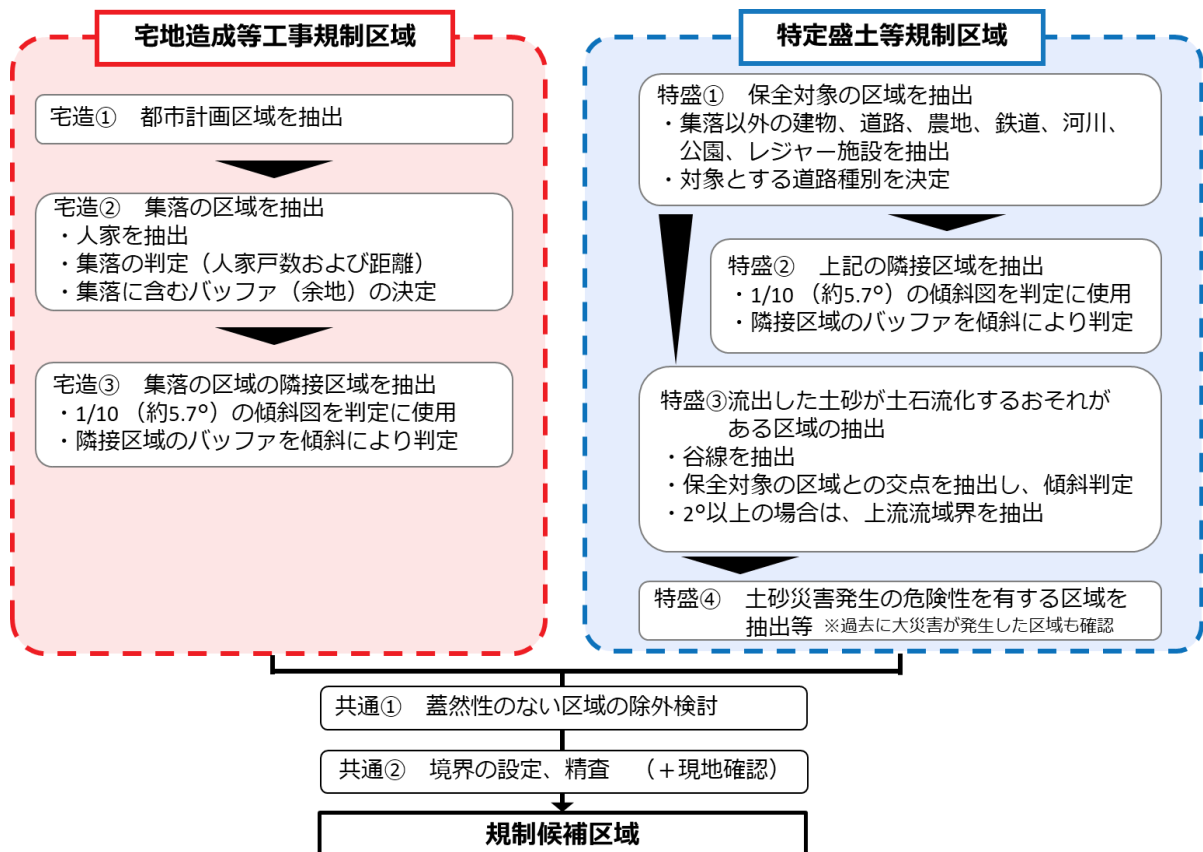 宅地造成等工事規制区域
宅造① 都市計画区域を抽出
宅造② 集落の区域を抽出
・人家を抽出
・集落の判定（人家戸数および距離）
・集落に含むバッファ（余地）の決定
宅造③ 集落の区域の隣接区域を抽出
・1/10 （約5.7°）の傾斜図を判定に使用
・隣接区域のバッファを傾斜により判定
特定盛土等規制区域
特盛① 保全対象の区域を抽出
・集落以外の建物、道路、農地、鉄道、河川、
公園、レジャー施設を抽出
・対象とする道路種別を決定
特盛② 上記の隣接区域を抽出
・1/10 （約5.7°）の傾斜図を判定に使用
・隣接区域のバッファを傾斜により判定
特盛③流出した土砂が土石流化するおそれが
ある区域の抽出
・谷線を抽出
・保全対象の区域との交点を抽出し、傾斜判定
・2°以上の場合は、上流流域界を抽出
特盛④ 土砂災害発生の危険性を有する区域を
抽出等 ※過去に大災害が発生した区域も確認
共通① 蓋然性のない区域の除外検討
共通② 境界の設定、精査 （＋現地確認）
規制候補区域